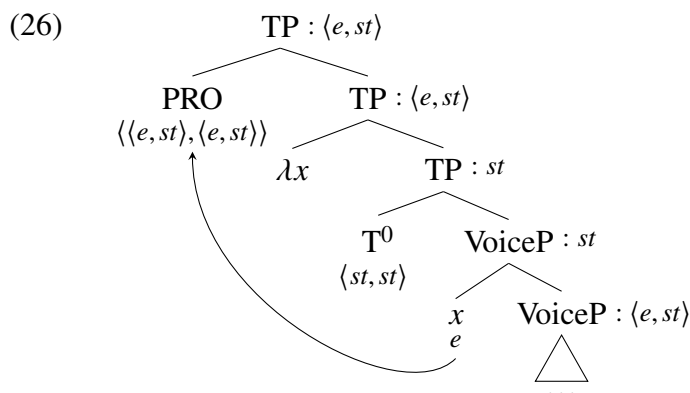 (26) TP : ⟨e, st⟩
PRO TP : ⟨e, st⟩
⟨⟨e, st⟩, ⟨e, st⟩⟩ λx TP : st
T⁰ VoiceP : st
⟨st, st⟩
x VoiceP : ⟨e, st⟩
e